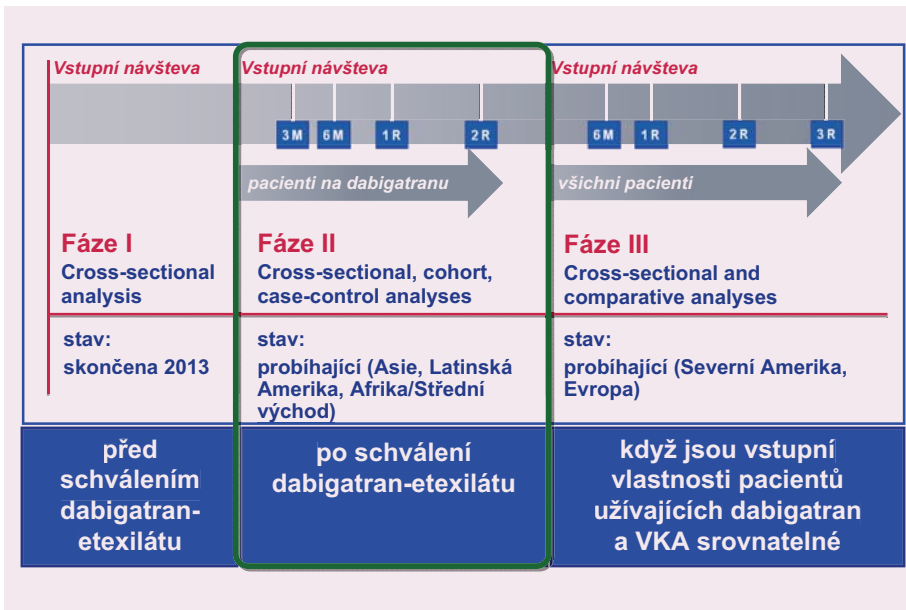 Vstupní návšteva
Vstupní návšteva
Vstupní návšteva
3 M
6 M
1 R
2 R
6 M
1 R
2 R
3 R
pacienti na dabigatranu
všichni pacienti
Fáze I
Cross-sectional
analysis
Fáze II
Cross-sectional, cohort,
case-control analyses
Fáze III
Cross-sectional and
comparative analyses
stav:
skončena 2013
stav:
probíhající (Asie, Latinská
Amerika, Afrika/Střední
východ)
stav:
probíhající (Severní Amerika,
Evropa)
před
schválením
dabigatran-
etexilátu
po schválení
dabigatran-etexilátu
když jsou vstupní
vlastnosti pacientů
užívajících dabigatran
a VKA srovnatelné